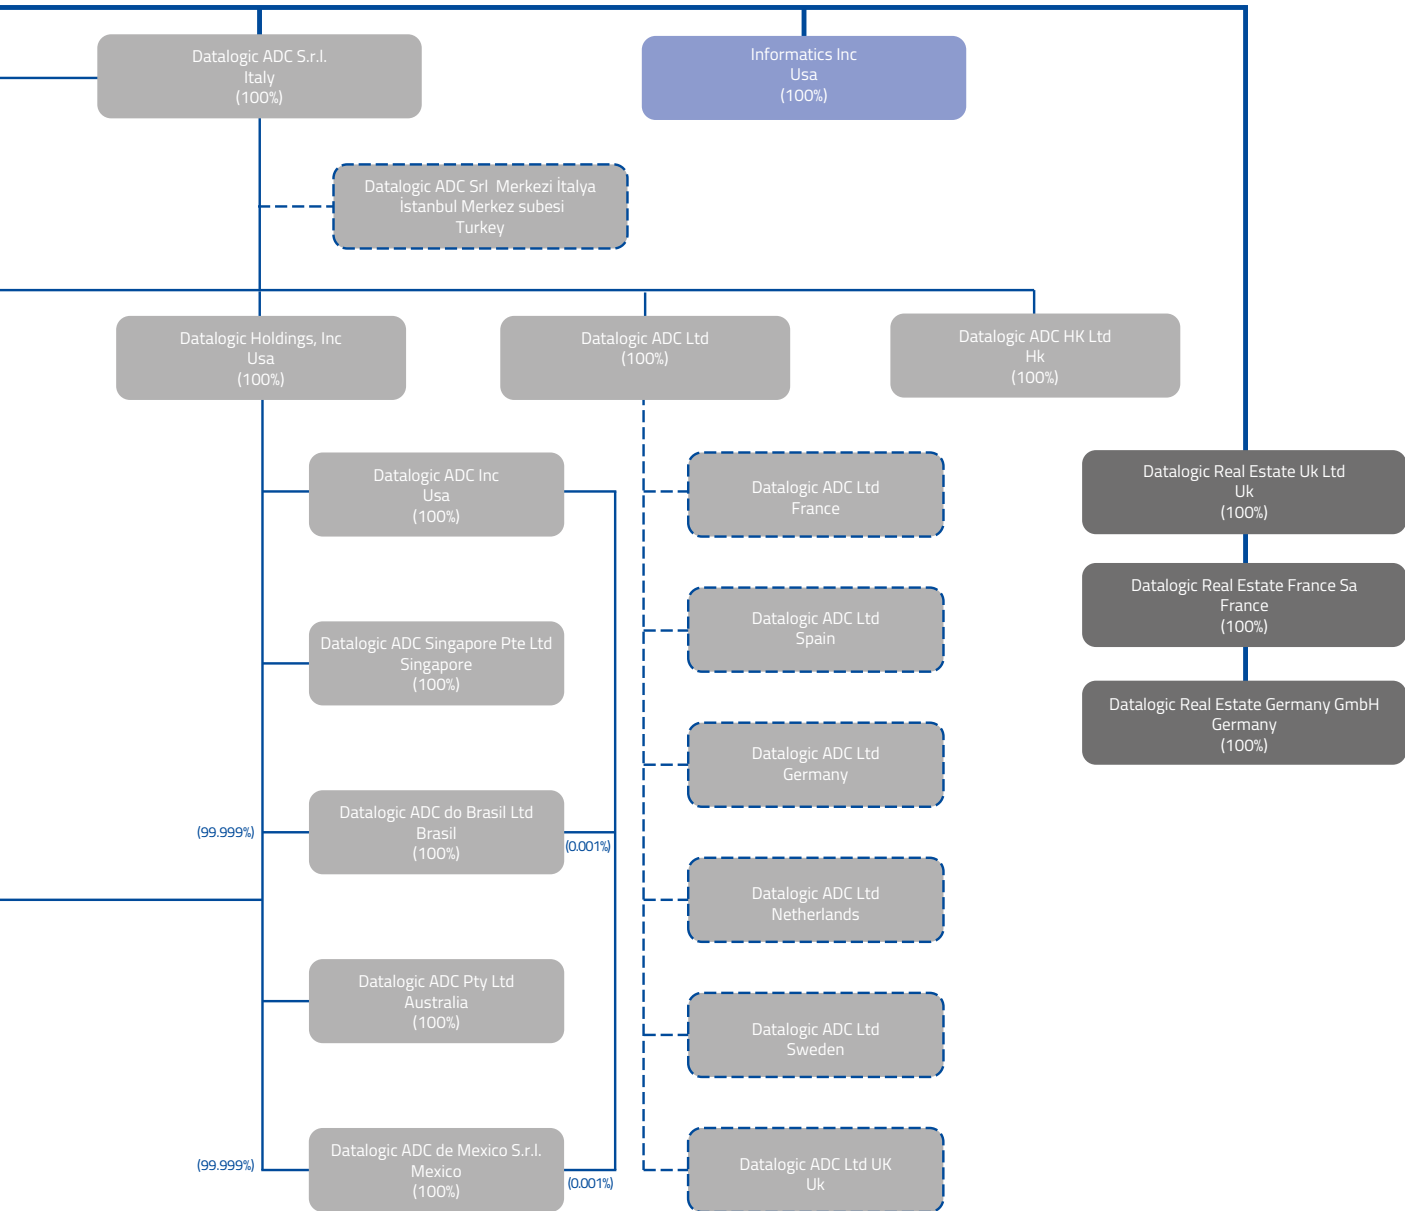 Datalogic ADC S.r.l.
Italy
(100%)
Informatics Inc
Usa
(100%)
Datalogic ADC Srl  Merkezi İtalya
İstanbul Merkez subesi
Turkey
Datalogic Holdings, Inc
Usa
(100%)
Datalogic ADC Ltd
(100%)
Datalogic ADC HK Ltd
Hk
(100%)
Datalogic ADC Inc
Usa
(100%)
Datalogic ADC Ltd
France
Datalogic Real Estate Uk Ltd
Uk
(100%)
Datalogic Real Estate France Sa
France
(100%)
Datalogic ADC Singapore Pte Ltd
Singapore
(100%)
Datalogic ADC Ltd
Spain
Datalogic Real Estate Germany GmbH
Germany
(100%)
Datalogic ADC Ltd
Germany
(99.999%)
Datalogic ADC do Brasil Ltd
Brasil
(100%)
(0.001%)
Datalogic ADC Ltd
Netherlands
Datalogic ADC Pty Ltd
Australia
(100%)
Datalogic ADC Ltd
Sweden
(99.999%)
Datalogic ADC de Mexico S.r.l.
Mexico
(100%)
(0.001%)
Datalogic ADC Ltd UK
Uk